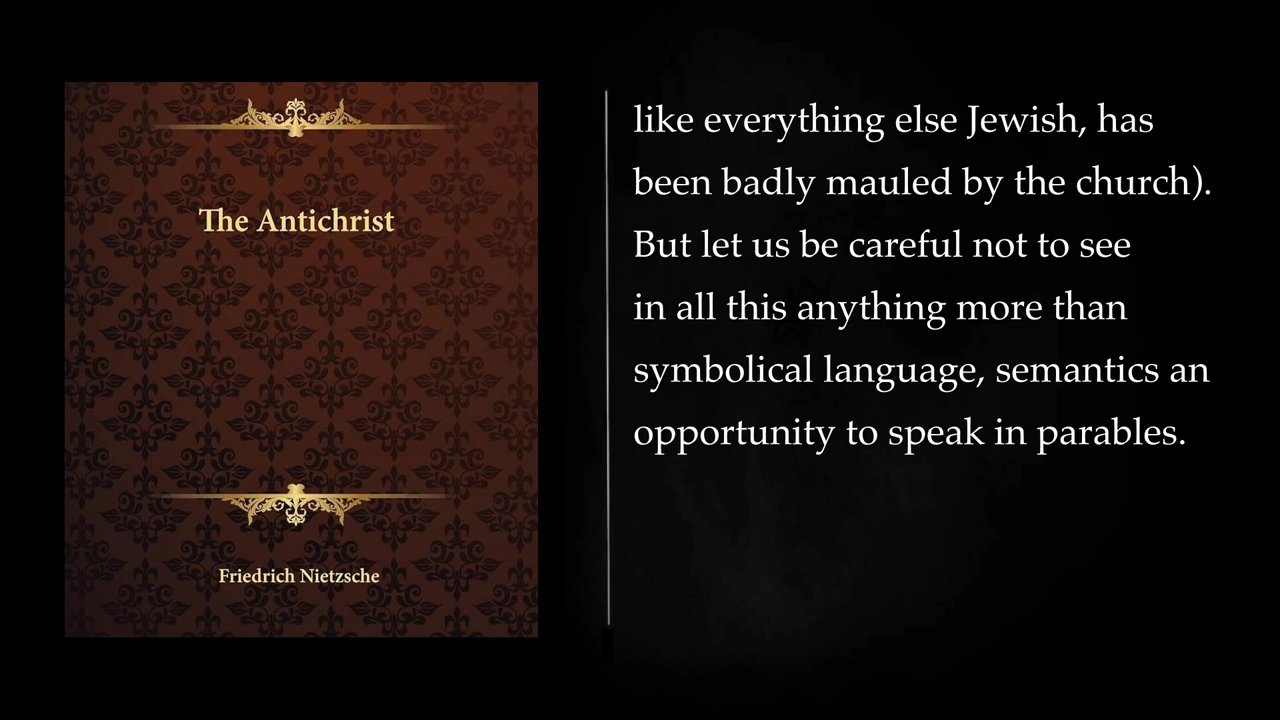 The Antichrist
Friedrich Nietzsche
like everything else Jewish, has
been badly mauled by the church).
But let us be careful not to see
in all this anything more than
symbolical language, semantics an
opportunity to speak in parables.